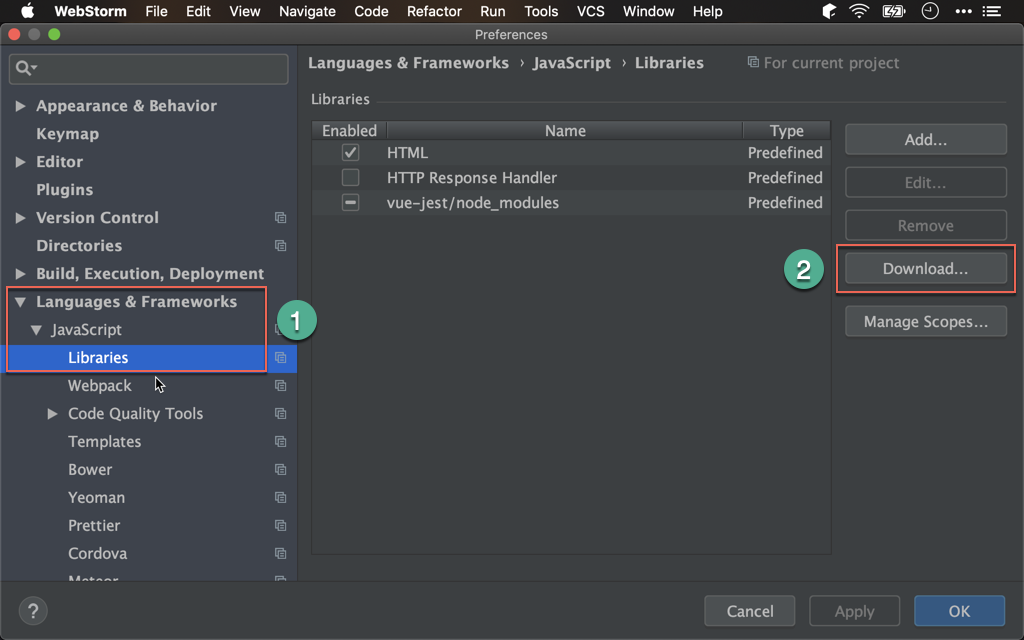 WebStorm File Edit View Navigate Code Refactor Run Tools VCS Window Help
Preferences
Languages & Frameworks › JavaScript › Libraries For current project
Appearance & Behavior
Keymap
Editor
Plugins
Version Control
Directories
Build, Execution, Deployment
Languages & Frameworks
JavaScript
1
Libraries
Webpack
Code Quality Tools
Templates
Bower
Yeoman
Prettier
Cordova
Meteor
Libraries
Enabled Name Type
HTML Predefined
HTTP Response Handler Predefined
vue-jest/node_modules Predefined
Add...
Edit...
Remove
2
Download...
Manage Scopes...
?
Cancel Apply OK